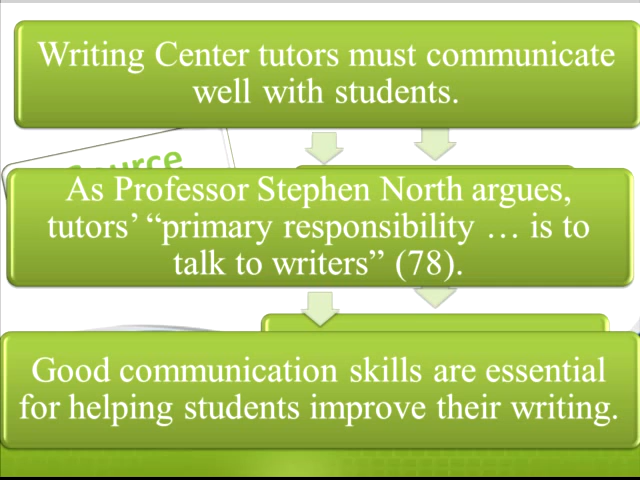 Writing Center tutors must communicate
well with students.
Source
As Professor Stephen North argues,
tutors’ “primary responsibility … is to
talk to writers” (78).
Good communication skills are essential
for helping students improve their writing.